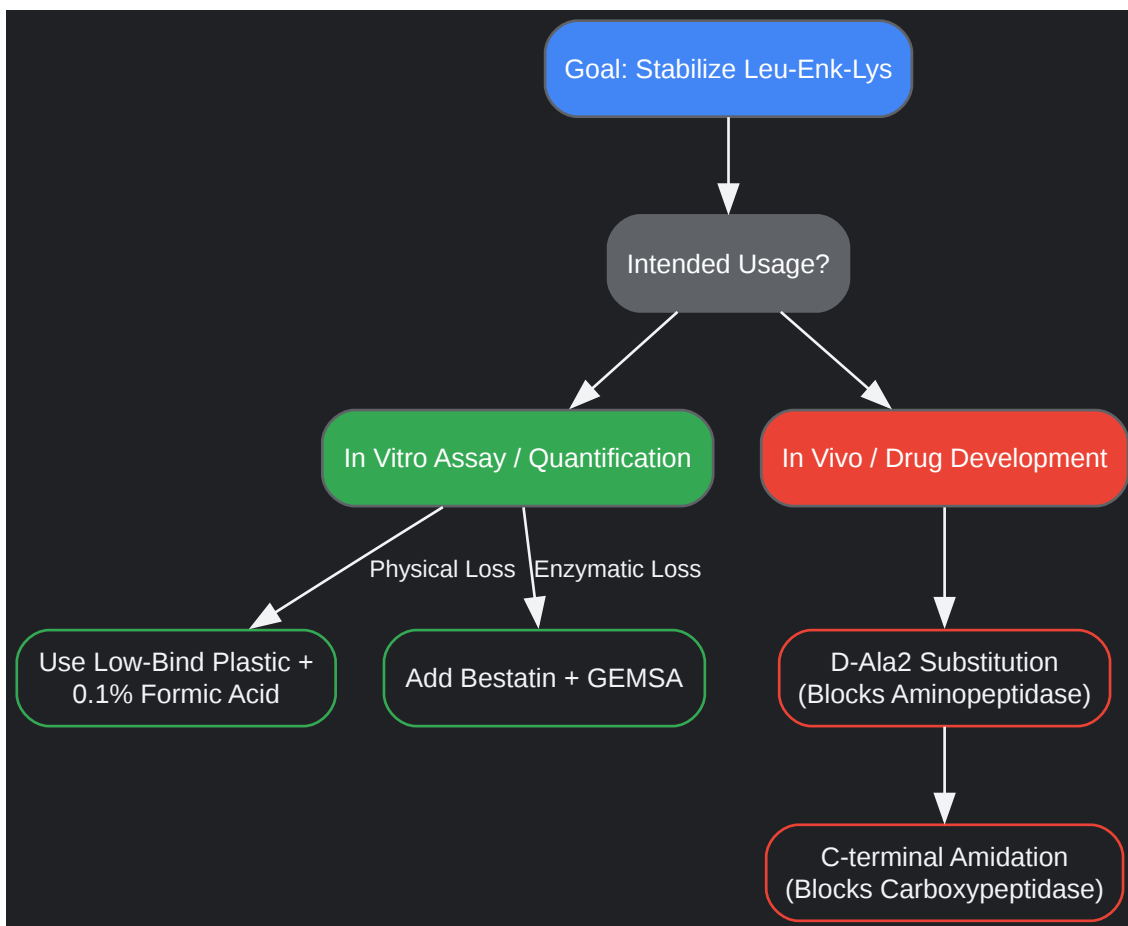 Goal: Stabilize Leu-Enk-Lys
Intended Usage?
In Vitro Assay / Quantification
In Vivo / Drug Development
Physical Loss
Enzymatic Loss
Use Low-Bind Plastic +
0.1% Formic Acid
Add Bestatin + GEMSA
D-Ala2 Substitution
(Blocks Aminopeptidase)
C-terminal Amidation
(Blocks Carboxypeptidase)